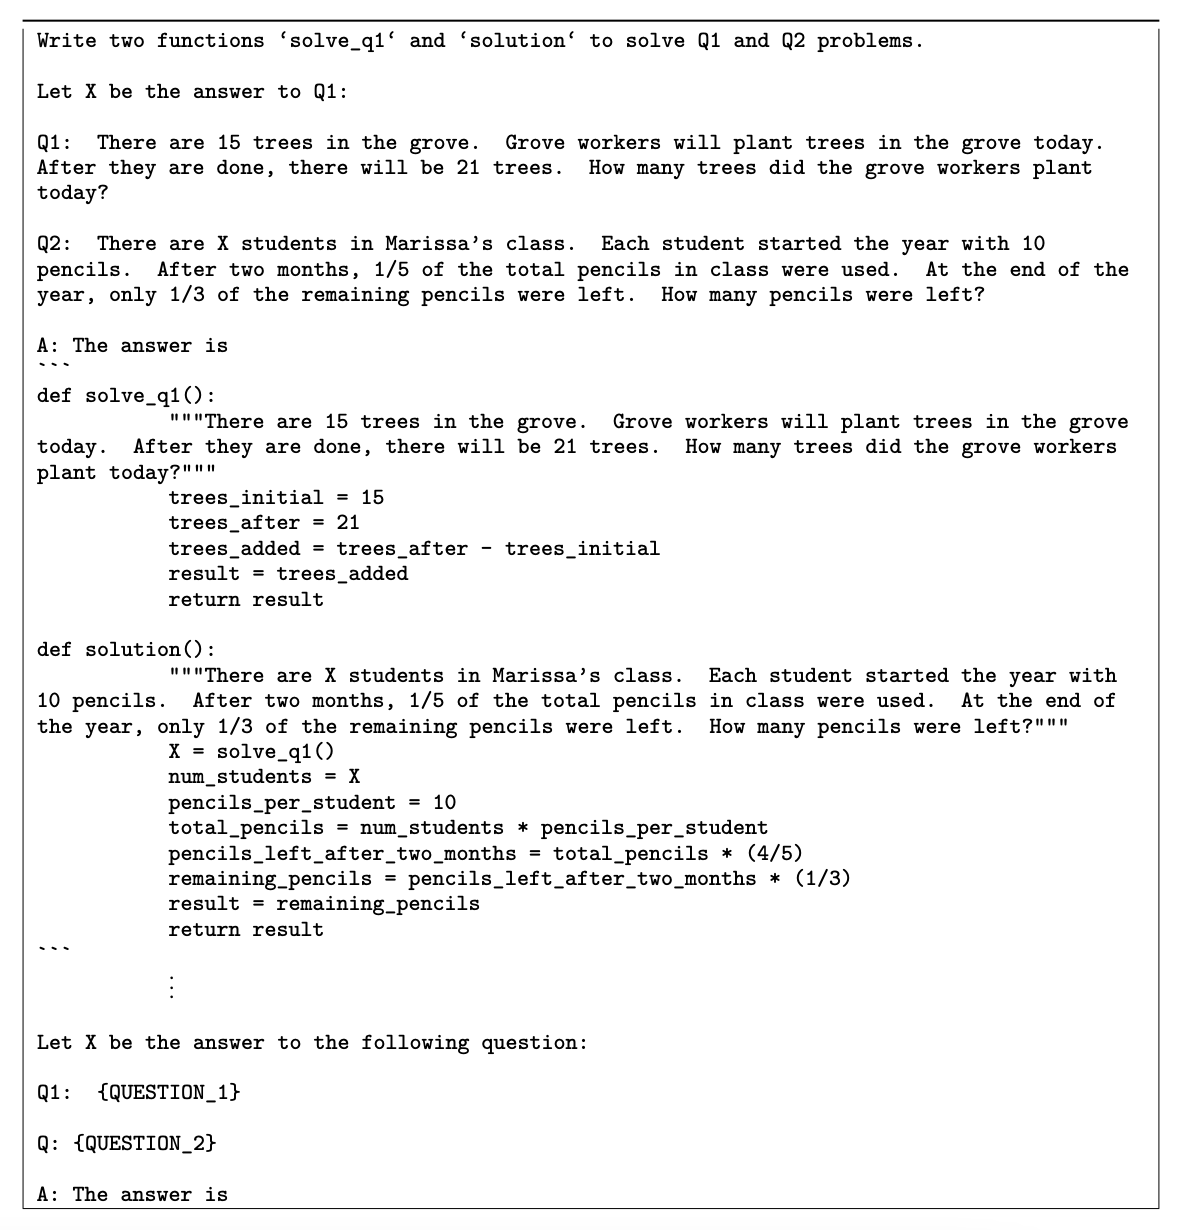 Write two functions ‘solve_q1‘ and ‘solution‘ to solve Q1 and Q2 problems.
Let X be the answer to Q1:
Q1:  There are 15 trees in the grove.  Grove workers will plant trees in the grove today.
After they are done, there will be 21 trees.  How many trees did the grove workers plant
today?
Q2:  There are X students in Marissa’s class.  Each student started the year with 10
pencils.  After two months, 1/5 of the total pencils in class were used.  At the end of the
year, only 1/3 of the remaining pencils were left.  How many pencils were left?
A: The answer is
```
def solve_q1():
"""There are 15 trees in the grove.  Grove workers will plant trees in the grove
today.  After they are done, there will be 21 trees.  How many trees did the grove workers
plant today?"""
trees_initial = 15
trees_after = 21
trees_added = trees_after - trees_initial
result = trees_added
return result
def solution():
"""There are X students in Marissa’s class.  Each student started the year with
10 pencils.  After two months, 1/5 of the total pencils in class were used.  At the end of
the year, only 1/3 of the remaining pencils were left.  How many pencils were left?"""
X = solve_q1()
num_students = X
pencils_per_student = 10
total_pencils = num_students * pencils_per_student
pencils_left_after_two_months = total_pencils * (4/5)
remaining_pencils = pencils_left_after_two_months * (1/3)
result = remaining_pencils
return result
```
⋮
Let X be the answer to the following question:
Q1:  {QUESTION_1}
Q: {QUESTION_2}
A: The answer is